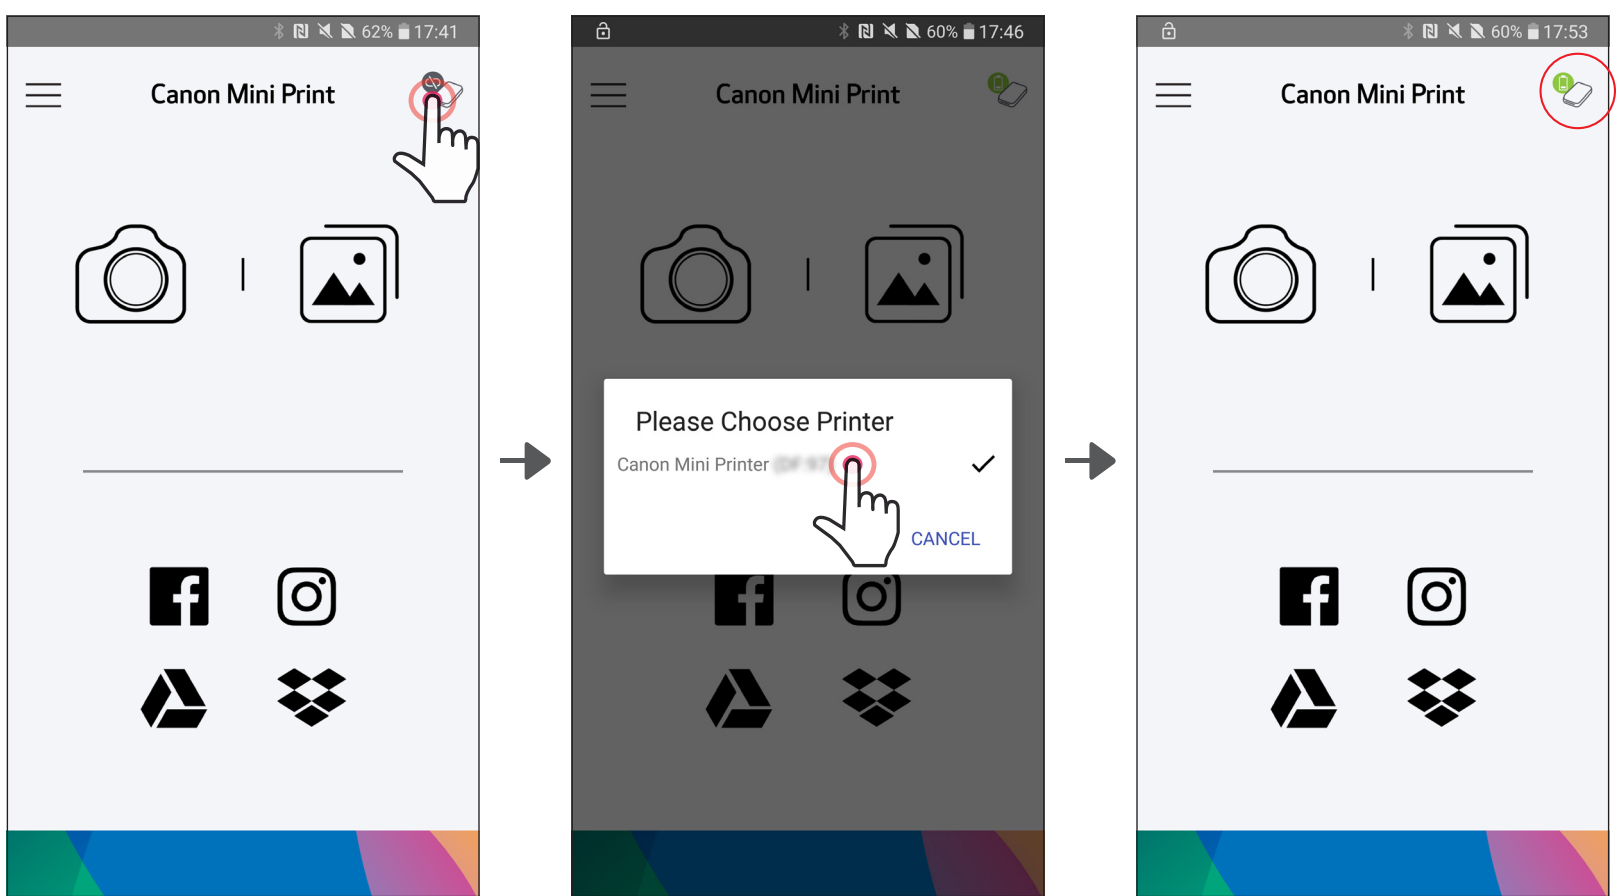 62% 17:41
Canon Mini Print
60% 17:46
Canon Mini Print
Please Choose Printer
Canon Mini Printer
CANCEL
60% 17:53
Canon Mini Print